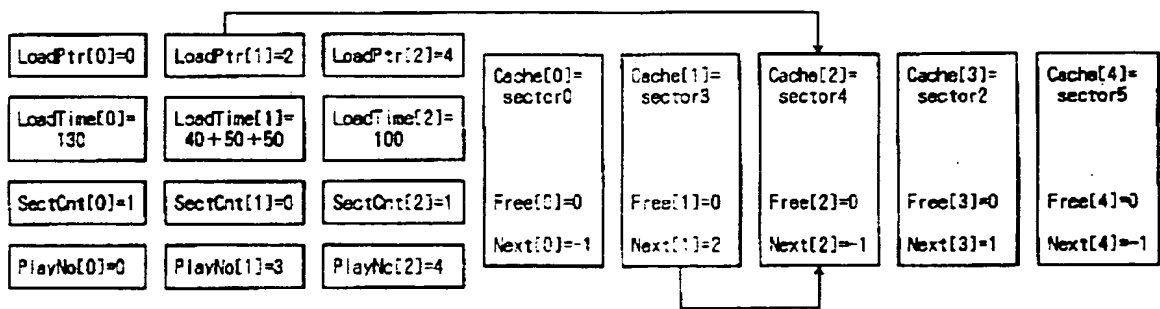 LoadPtr[0]=0
LoadPtr[1]=2
LoadPtr[2]=4
LoadTime[0]=
130
LoadTime[1]=
40+50+50
LoadTime[2]=
100
SectCnt[0]=1
SectCnt[1]=0
SectCnt[2]=1
PlayNo[0]=0
PlayNo[1]=3
PlayNo[2]=4
Cache[0]=
sector0
Free[0]=0
Next[0]=-1
Cache[1]=
sector3
Free[1]=0
Next[1]=2
Cache[2]=
sector4
Free[2]=0
Next[2]=-1
Cache[3]=
sector2
Free[3]=0
Next[3]=1
Cache[4]=
sector5
Free[4]=0
Next[4]=-1